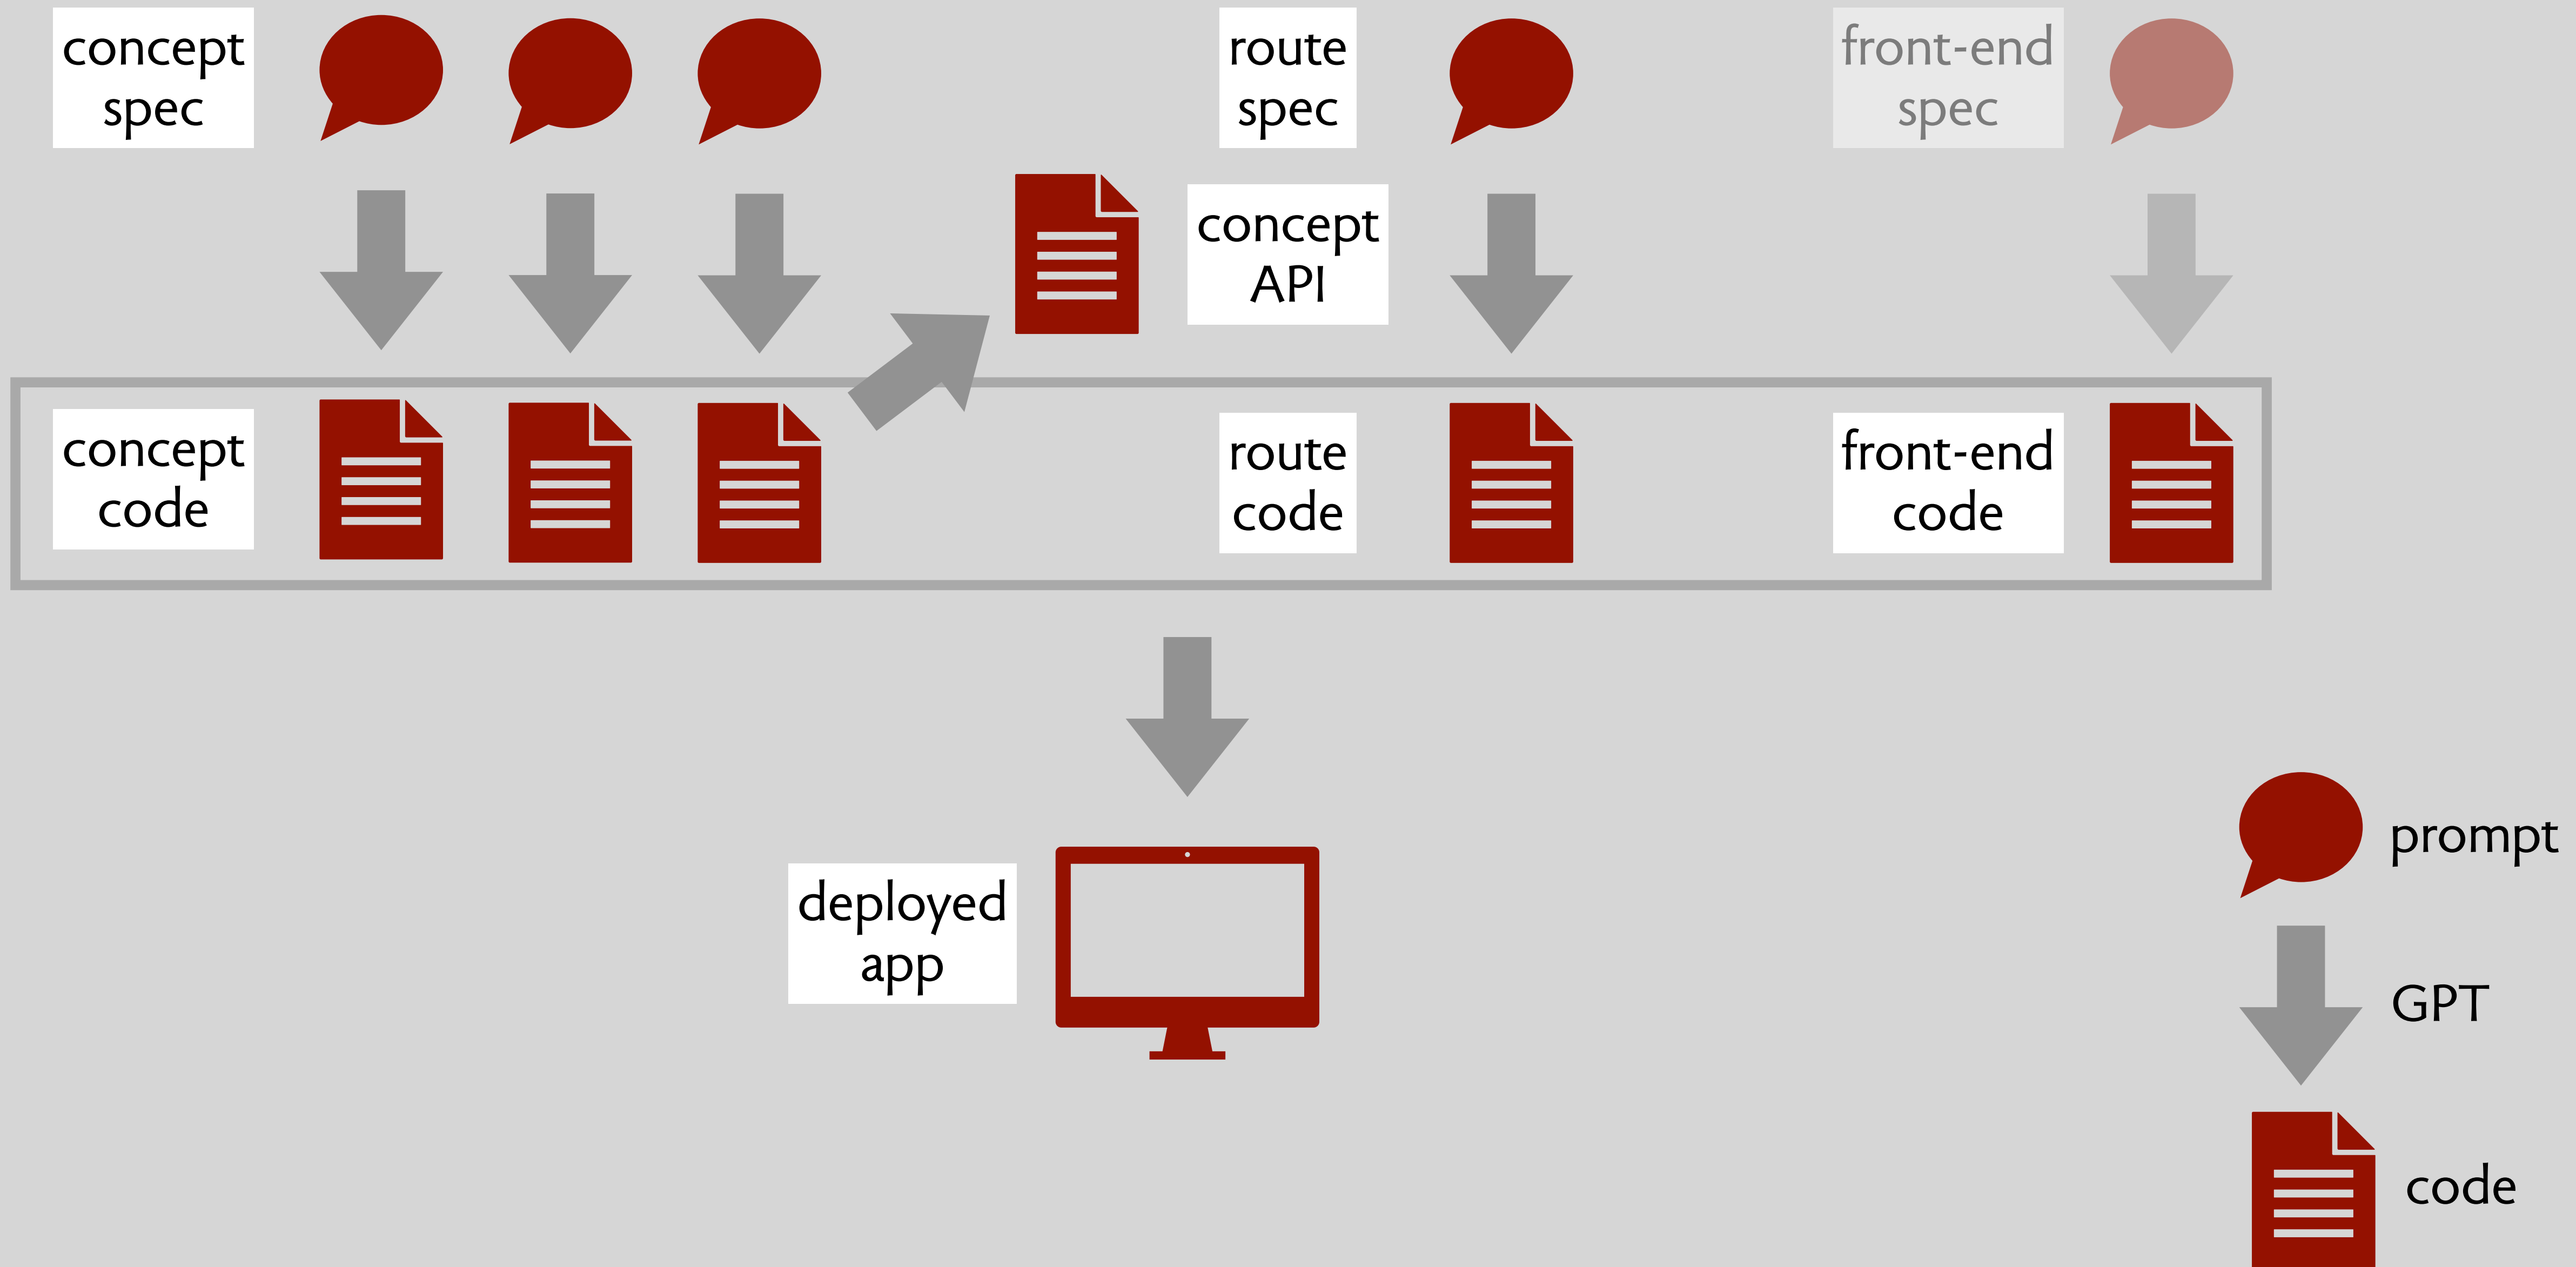 concept
spec
route
spec
front-end
spec
concept
API
concept
code
route
code
front-end
code
deployed
app
prompt
GPT
code